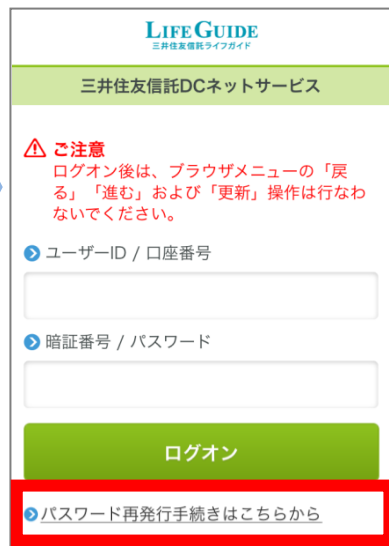 LIFE GUIDE
三井住友信託ライフガイド
三井住友信託DCネットサービス
ご注意
ログオン後は、ブラウザメニューの「戻
る」「進む」および「更新」操作は行なわ
ないでください。
ユーザーID / 口座番号
暗証番号 / パスワード
ログオン
パスワード再発行手続きはこちらから